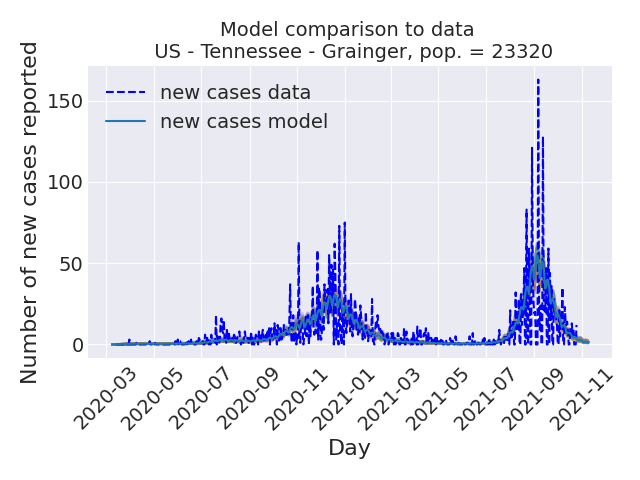 Model comparison to data
US - Tennessee - Grainger, pop. = 23320
Number of new cases reported
150
100
50
0
new cases data
new cases model
2020-03
2020-05
2020-07
2020-09
2020-11
2021-01
2021-03
2021-05
2021-07
2021-09
2021-11
Day